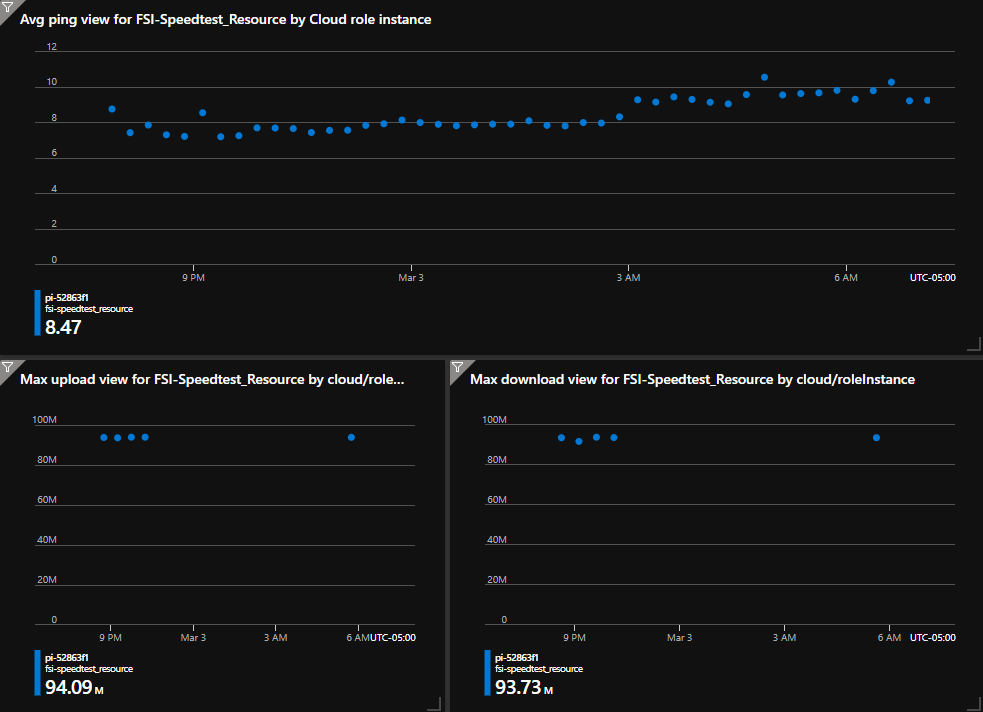 Avg ping view for FSI-Speedtest_Resource by Cloud role instance
12
10
8
6
4
2
0
9 PM Mar 3 3 AM 6 AM UTC-05:00
pi-52863f1
fsi-speedtest_resource
8.47
Max upload view for FSI-Speedtest_Resource by cloud/role...
100M
80M
60M
40M
20M
0
9 PM Mar 3 3 AM 6 AM UTC-05:00
pi-52863f1
fsi-speedtest_resource
94.09 M
Max download view for FSI-Speedtest_Resource by cloud/roleInstance
100M
80M
60M
40M
20M
0
9 PM Mar 3 3 AM 6 AM UTC-05:00
pi-52863f1
fsi-speedtest_resource
93.73 M